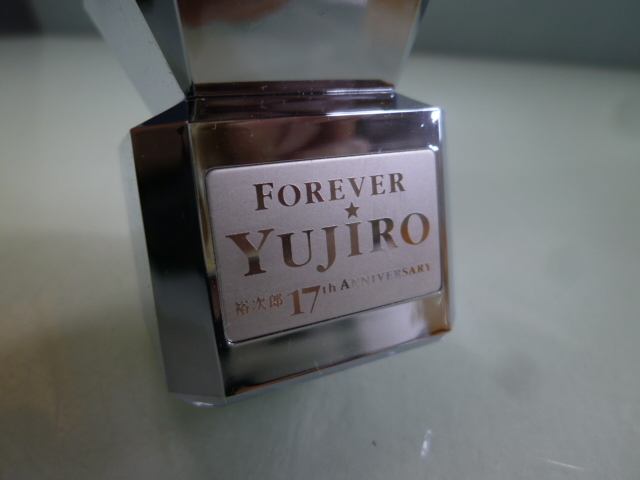 FOREVER
★
YUJIRO
裕次郎 17th ANNIVERSARY